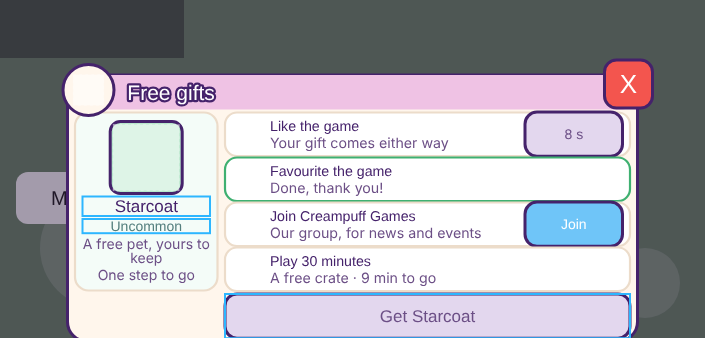 Free gifts
X
M
Starcoat
Uncommon
A free pet, yours to
keep
One step to go
Like the game
Your gift comes either way
8 s
Favourite the game
Done, thank you!
Join Creampuff Games
Our group, for news and events
Join
Play 30 minutes
A free crate · 9 min to go
Get Starcoat